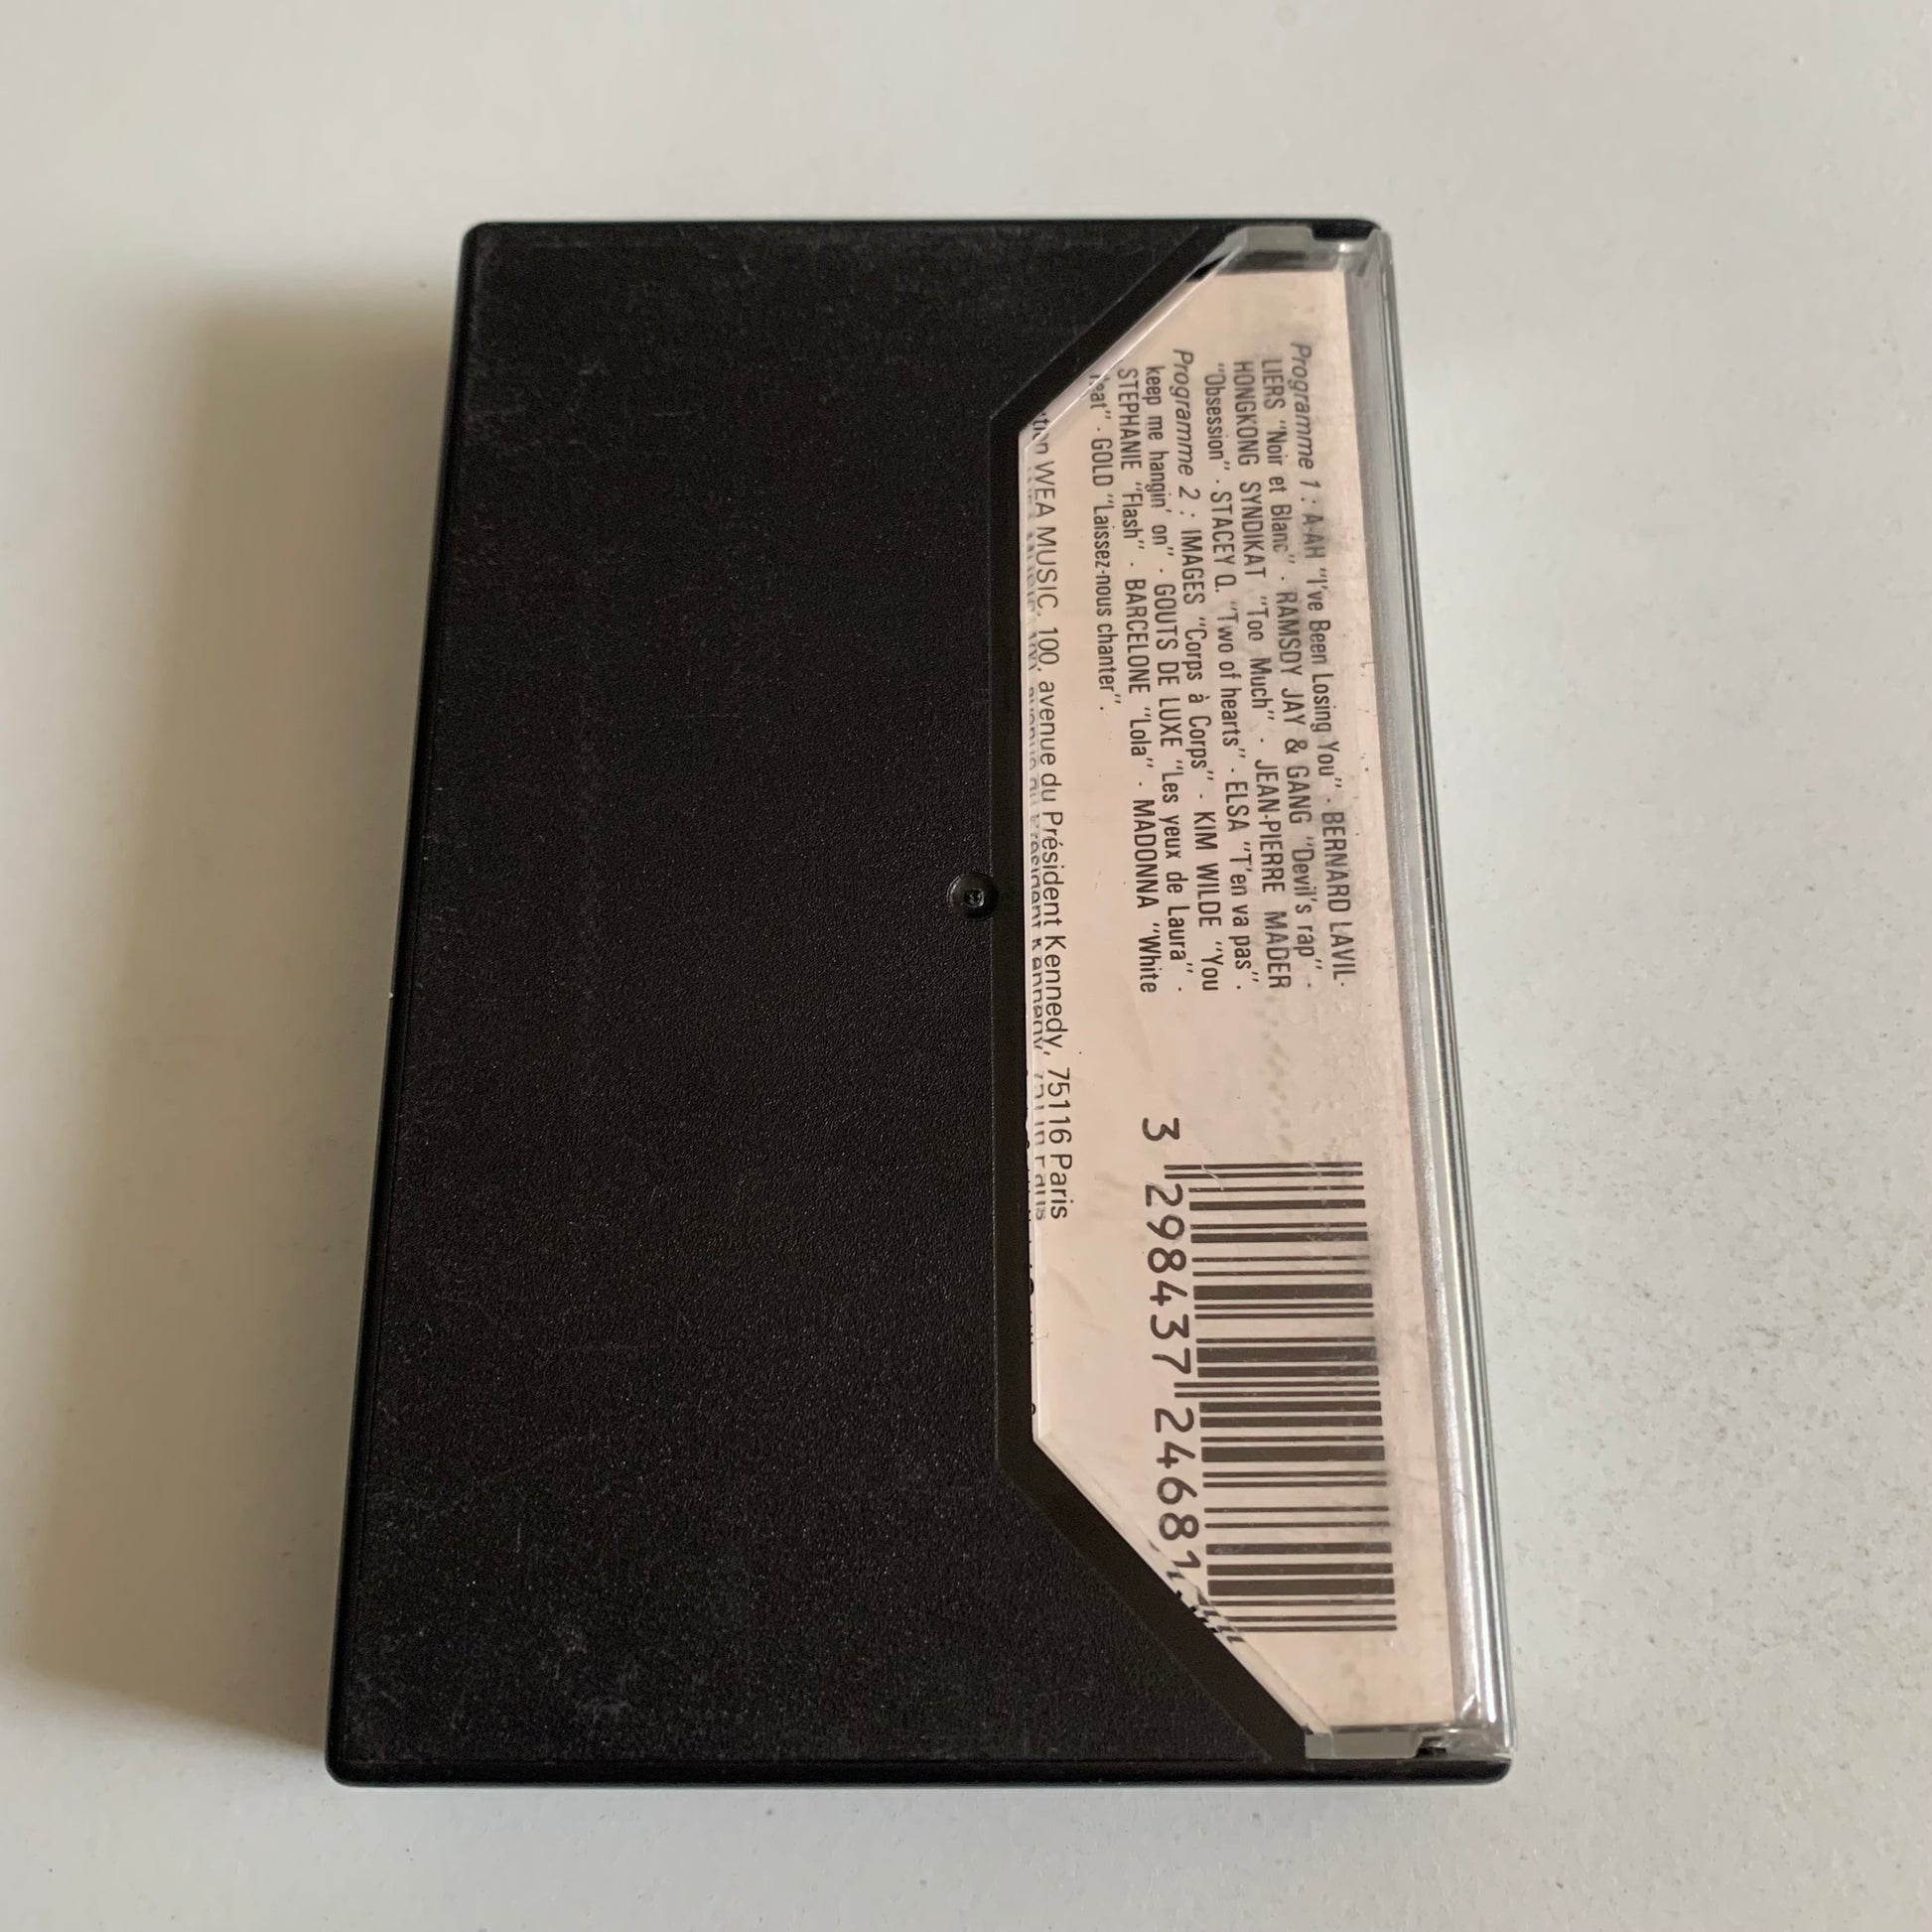 Programme 1 : A-AH "I've Been Losing You" · BERNARD LAVIL-
LIERS "Noir et Blanc" · RAMSDY JAY & GANG "Devil's rap" ·
HONGKONG SYNDIKAT "Too Much" · JEAN-PIERRE MADER
"Obsession" · STACEY Q. "Two of hearts" · ELSA "T'en va pas" ·
Programme 2 : IMAGES "Corps à Corps" · KIM WILDE "You
keep me hangin' on" · GOUTS DE LUXE "Les yeux de Laura" ·
STEPHANIE "Flash" · BARCELONE "Lola" · MADONNA "White
Heat" · GOLD "Laissez-nous chanter".
WEA MUSIC, 100, avenue du Président Kennedy, 75116 Paris
3 298437 24681